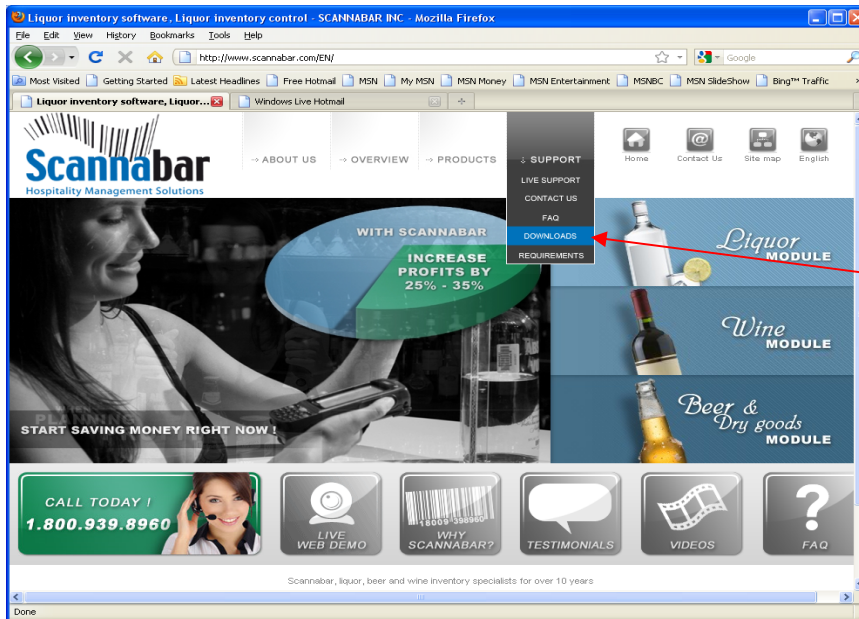 Liquor inventory software, Liquor inventory control - SCANNABAR INC - Mozilla Firefox
File Edit View History Bookmarks Tools Help
http://www.scannabar.com/EN/
Google
Most Visited Getting Started Latest Headlines Free Hotmail MSN My MSN MSN Money MSN Entertainment MSNBC MSN SlideShow Bing™ Traffic
Liquor inventory software, Liquor... Windows Live Hotmail
Scannabar
Hospitality Management Solutions
ABOUT US OVERVIEW PRODUCTS SUPPORT
LIVE SUPPORT
CONTACT US
FAQ
DOWNLOADS
REQUIREMENTS
Home Contact Us Site map English
WITH SCANNABAR
INCREASE
PROFITS BY
25% - 35%
Liquor
MODULE
Wine
MODULE
Beer &
Dry goods
MODULE
PLANNING
START SAVING MONEY RIGHT NOW !
CALL TODAY !
1.800.939.8960
LIVE
WEB DEMO
18009 398960
WHY
SCANNABAR?
TESTIMONIALS
VIDEOS
?
FAQ
Scannabar, liquor, beer and wine inventory specialists for over 10 years
Done